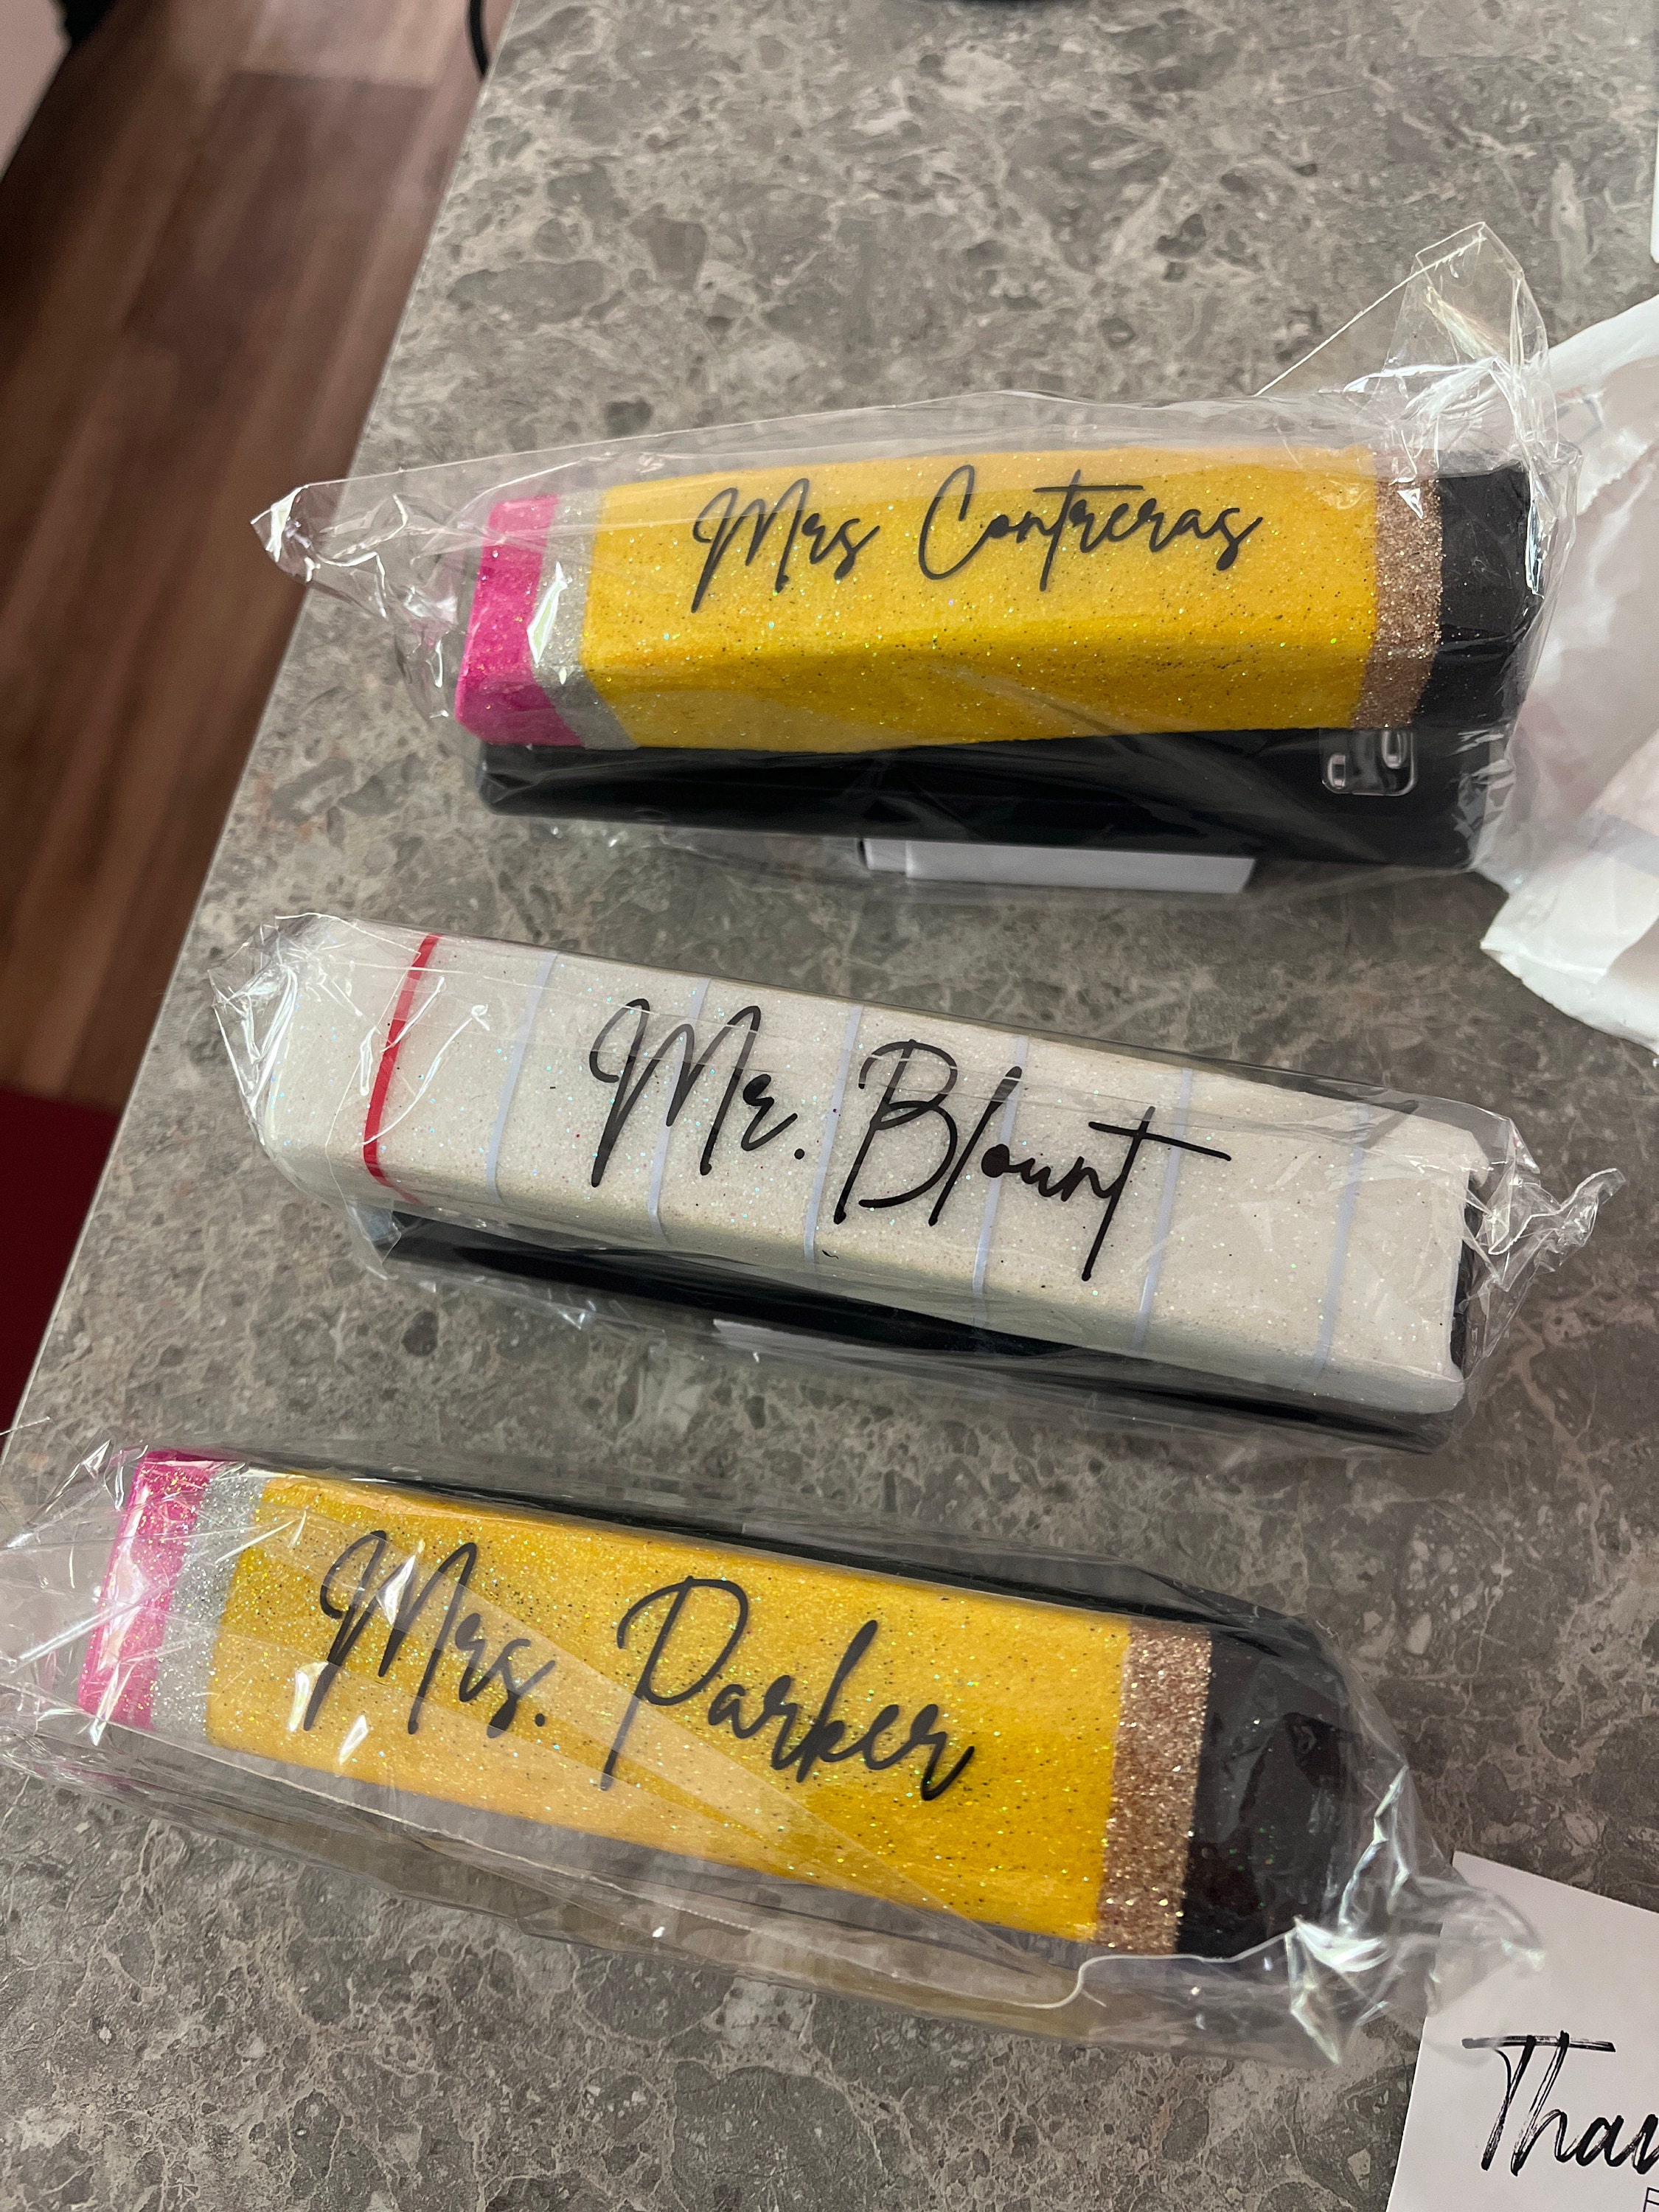 Mrs Contreras
Mr. Blount
Mrs. Parker